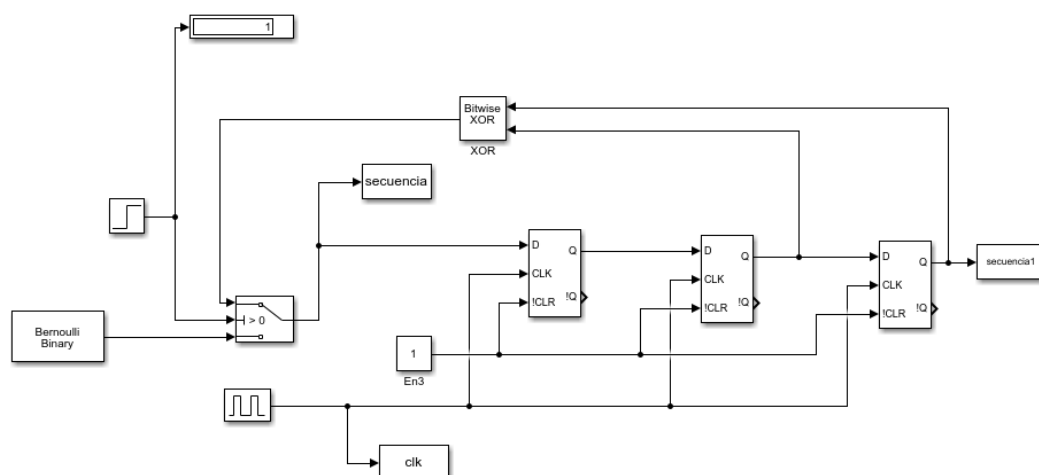 1
Bitwise
XOR
XOR
secuencia
D
Q
CLK
!CLR
!Q
D
Q
CLK
!CLR
!Q
D
Q
CLK
!CLR
!Q
secuencia1
> 0
Bernoulli
Binary
1
En3
clk